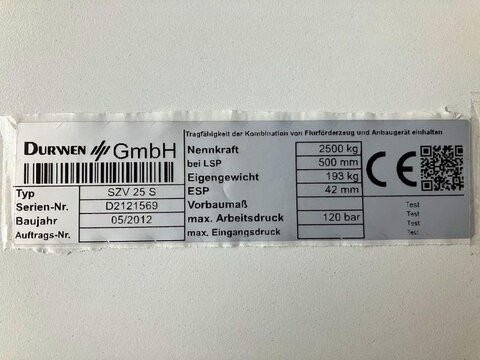 DURWEN GmbH
Typ SZV 25 S
Serien-Nr. D2121569
Baujahr 05/2012
Auftrags-Nr.
Tragfähigkeit der Kombination von Flurförderzeug und Anbaugerät einhalten
Nennkraft 2500 kg
bei LSP 500 mm
Eigengewicht 193 kg
ESP 42 mm
Vorbaumaß
max. Arbeitsdruck 120 bar
max. Eingangsdruck
CE
Test
Test
Test
Test